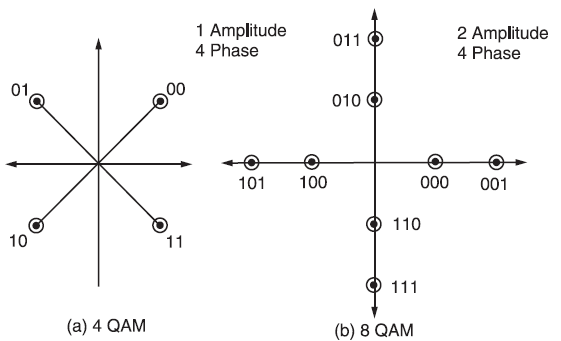 1 Amplitude
4 Phase
2 Amplitude
4 Phase
011
01
00
010
101
100
000
001
10
11
110
111
(a) 4 QAM
(b) 8 QAM